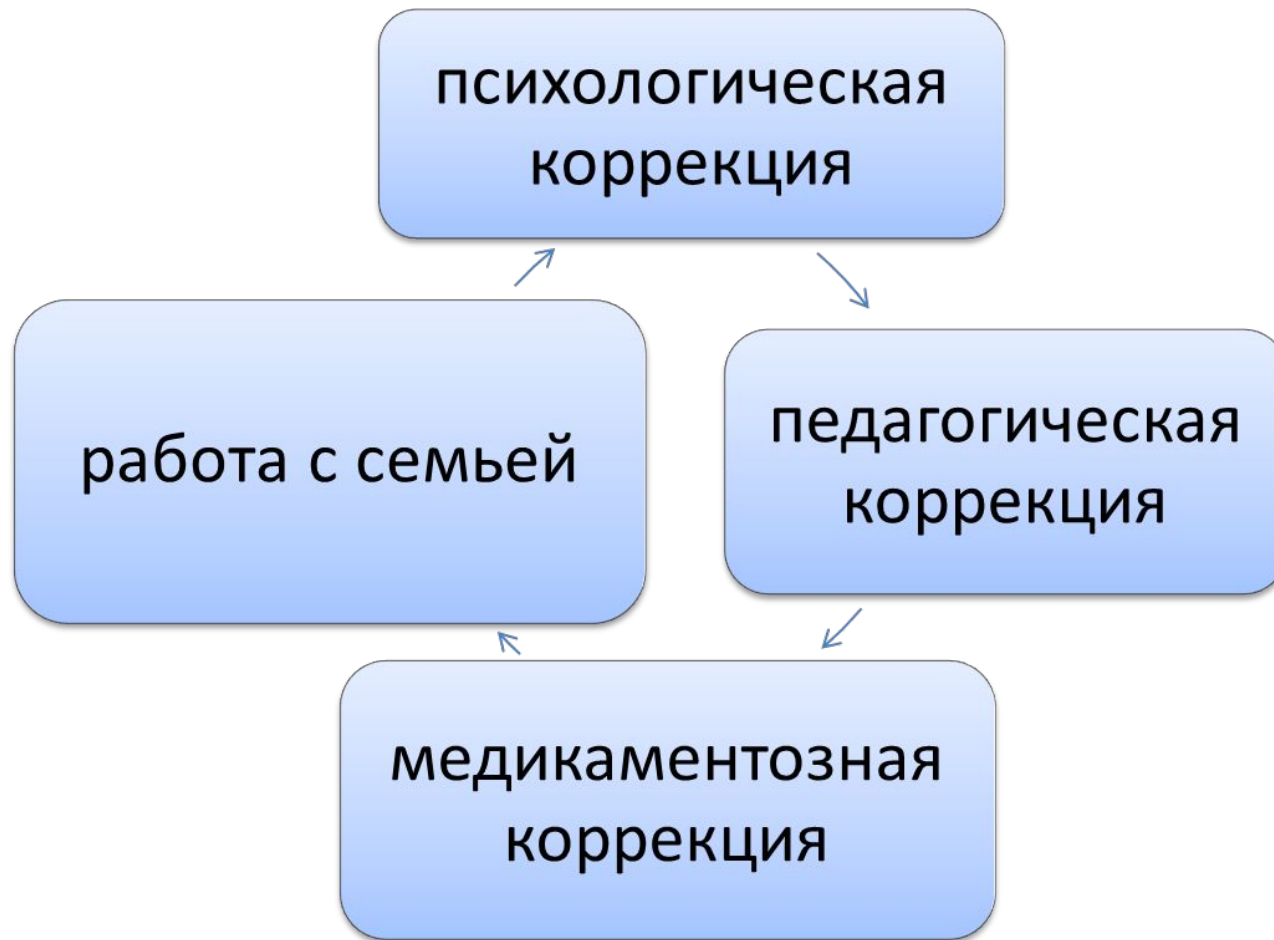 психологическая
коррекция
педагогическая
коррекция
работа с семьей
медикаментозная
коррекция